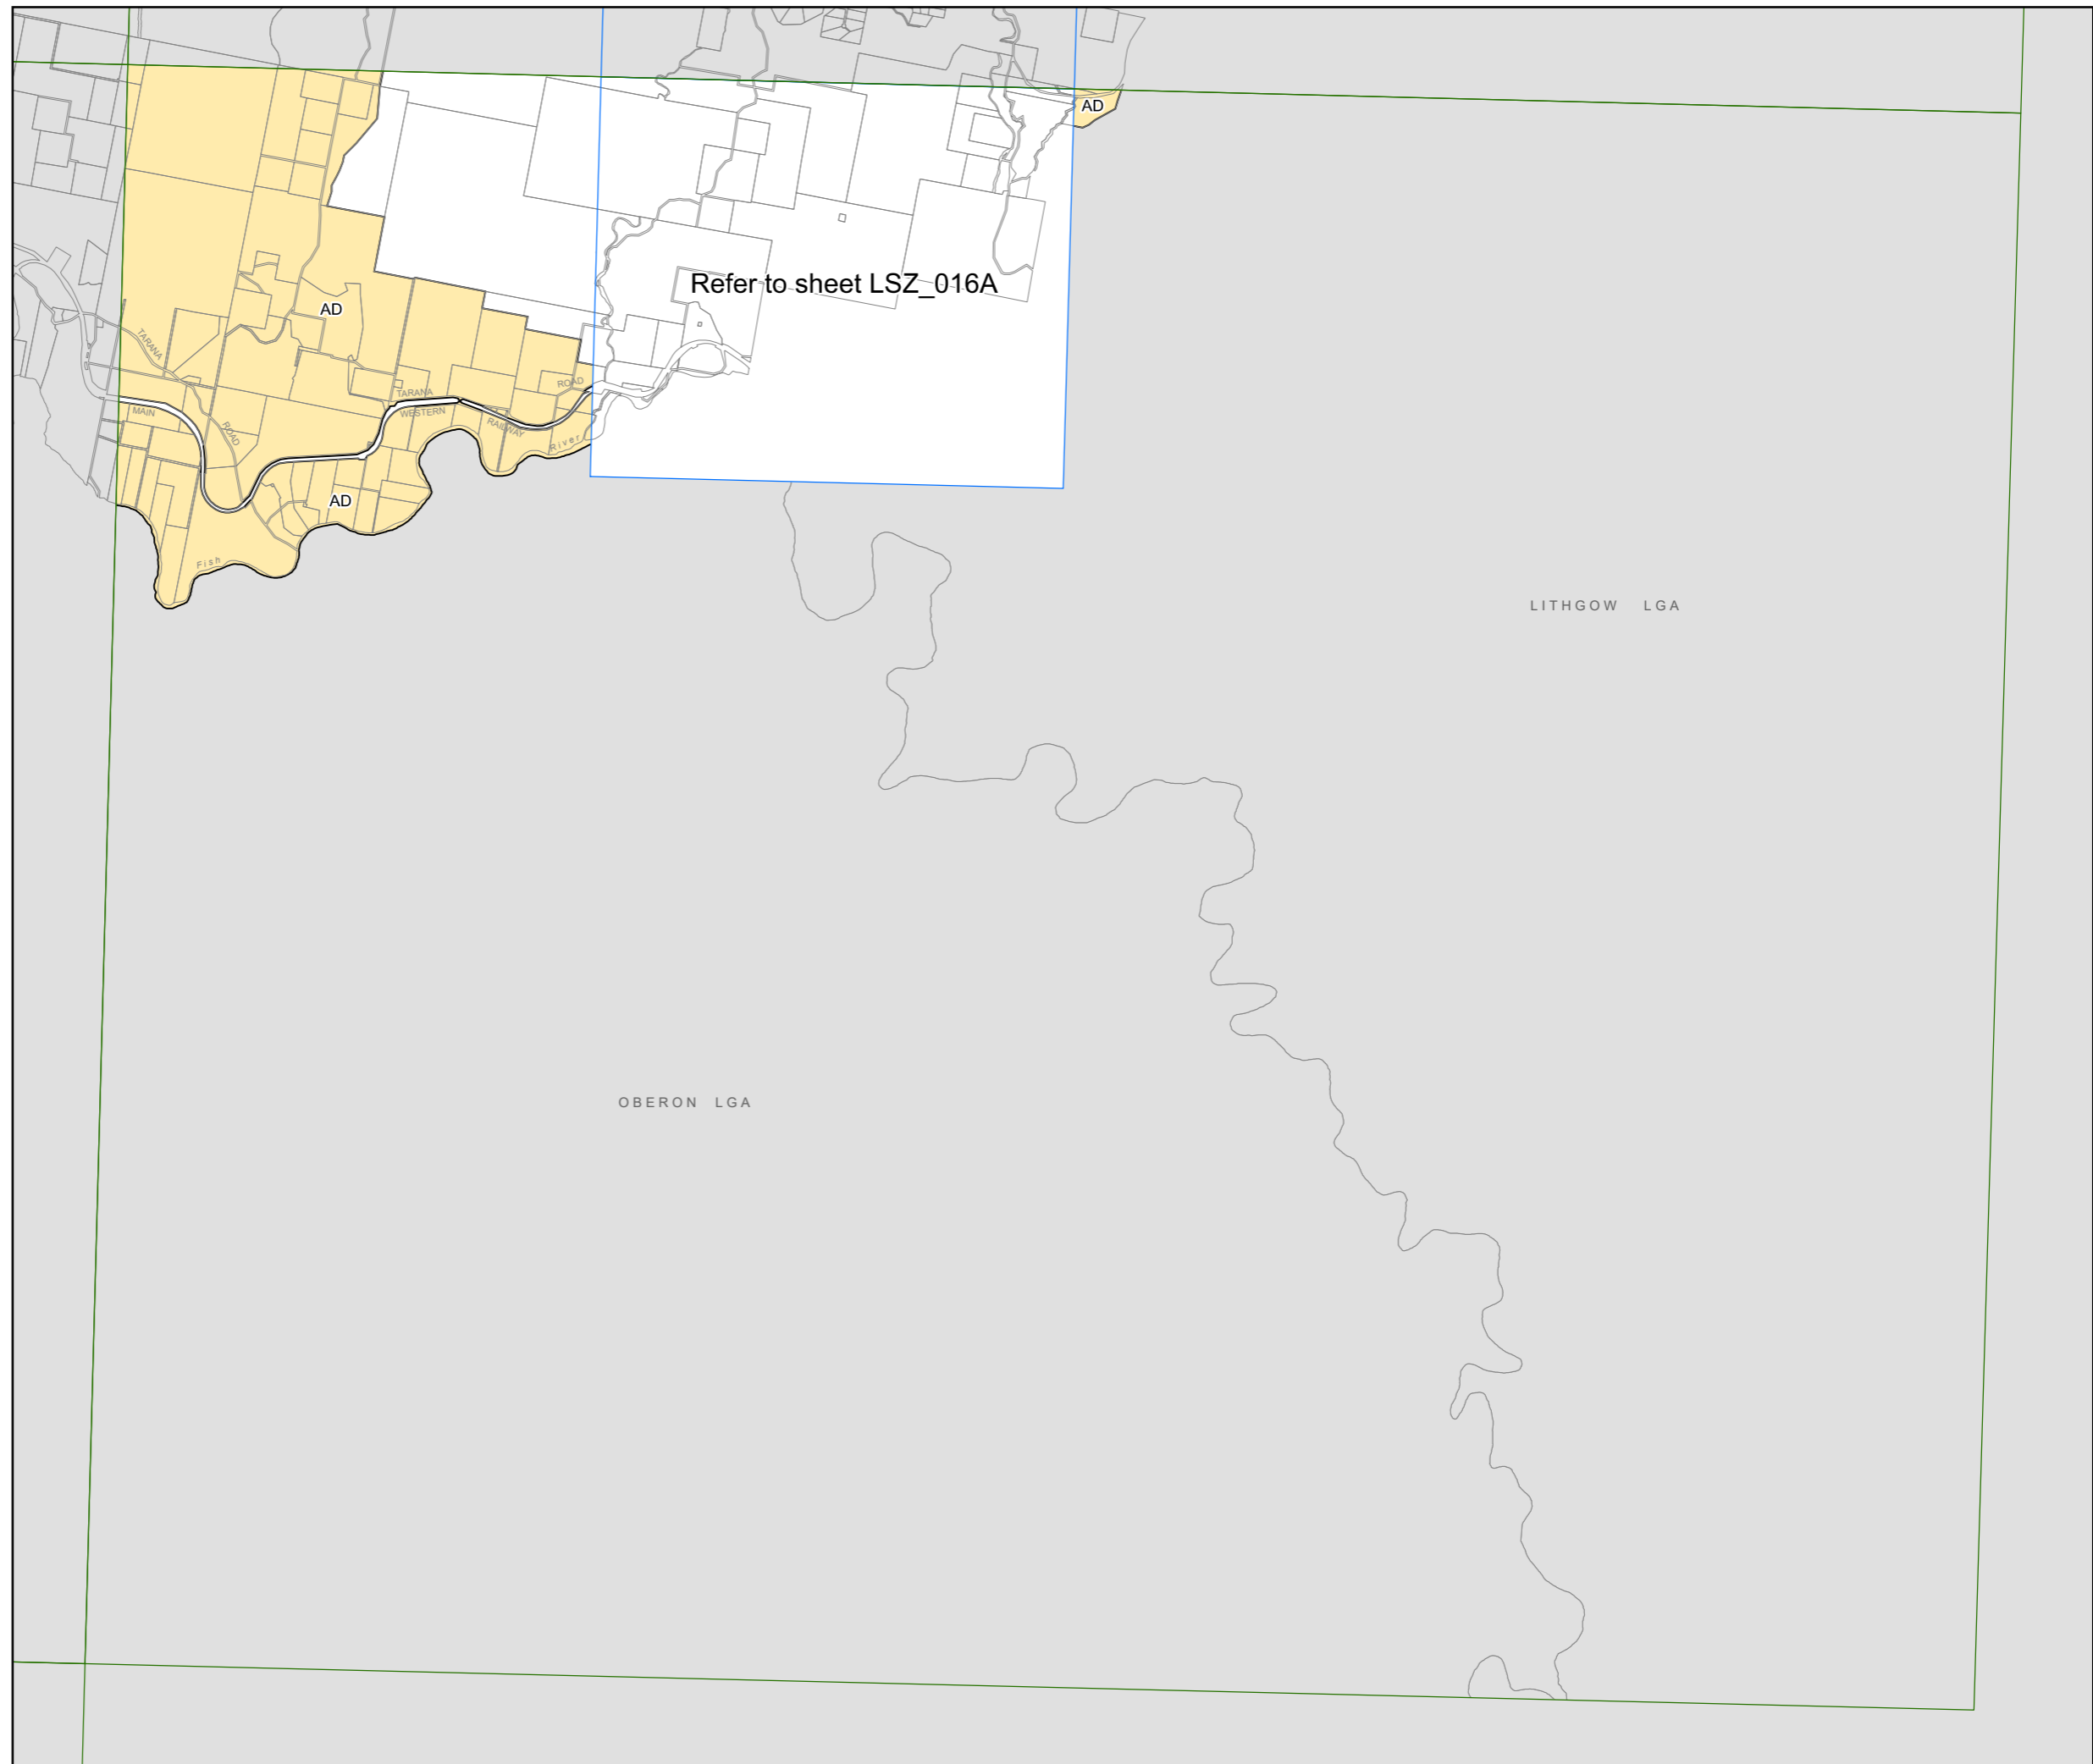 AD
Refer to sheet LSZ_016A
AD
TARANA
ROAD
TARANA
WESTERN
MAIN
RAILWAY
ROAD
River
AD
Fish
LITHGOW LGA
OBERON LGA